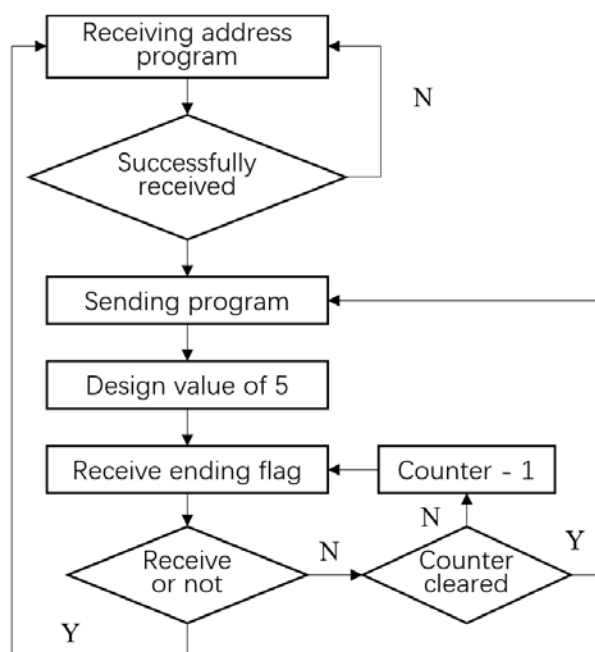 Receiving address
program
N
Successfully
received
Sending program
Design value of 5
Receive ending flag
Counter - 1
N
Y
Receive
or not
N
Counter
cleared
Y